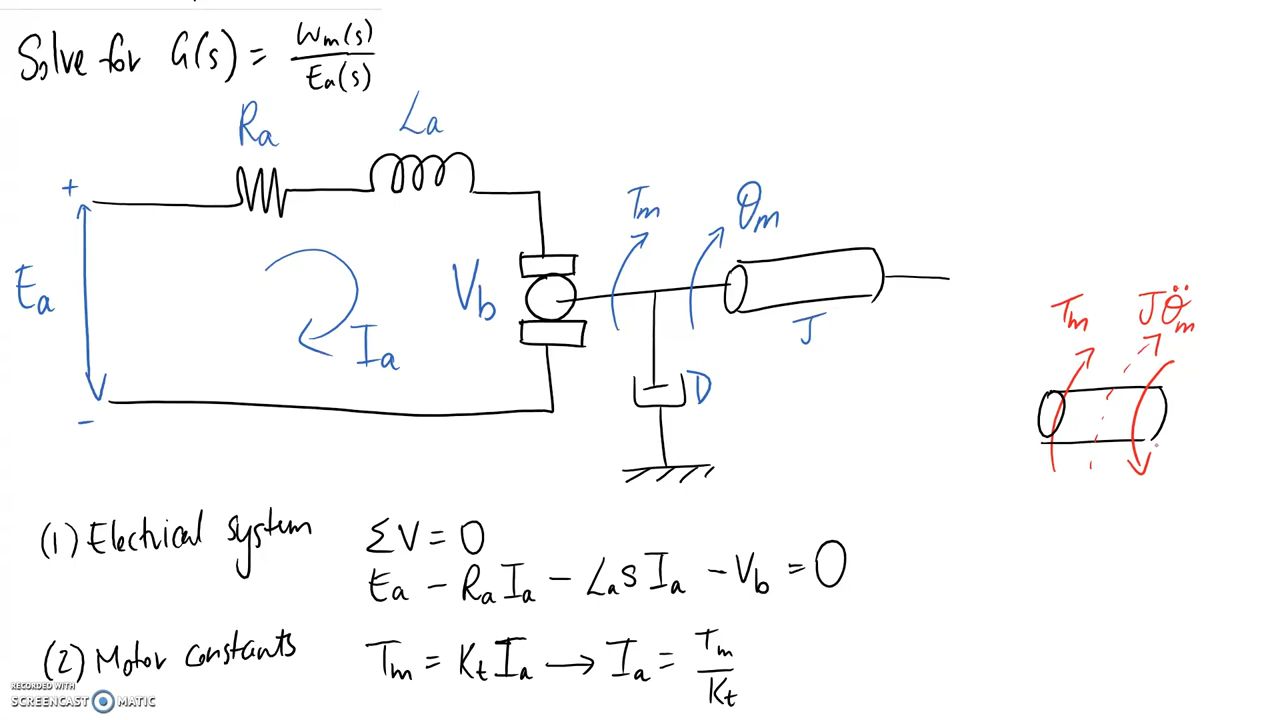 Solve for G(s) = Wm(s) / Ea(s)
Ra
La
+
Ea
-
Ia
Vb
Tm
θm
J
D
Tm
Jθ̈m
(1) Electrical system ΣV = 0
Ea - RaIa - LasIa - Vb = 0
(2) Motor constants Tm = KtIa → Ia = Tm / Kt
RECORDED WITH
SCREENCAST MATIC